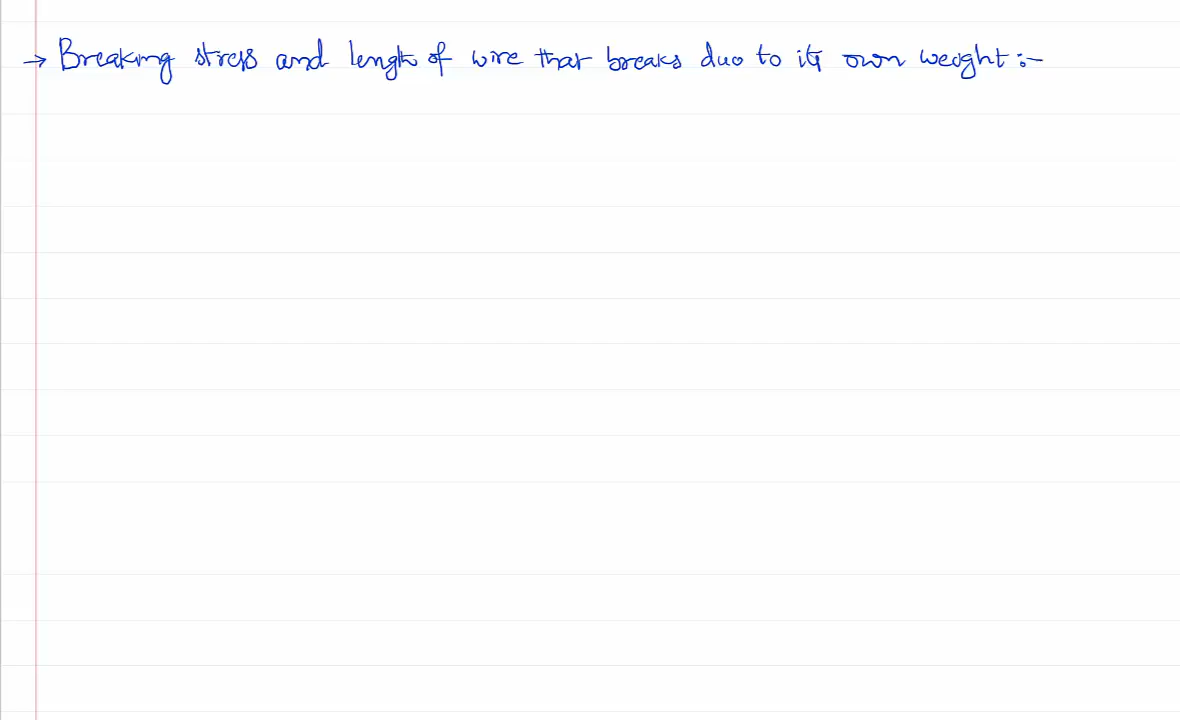 → Breaking stress and length of wire that breaks due to its own weight :-